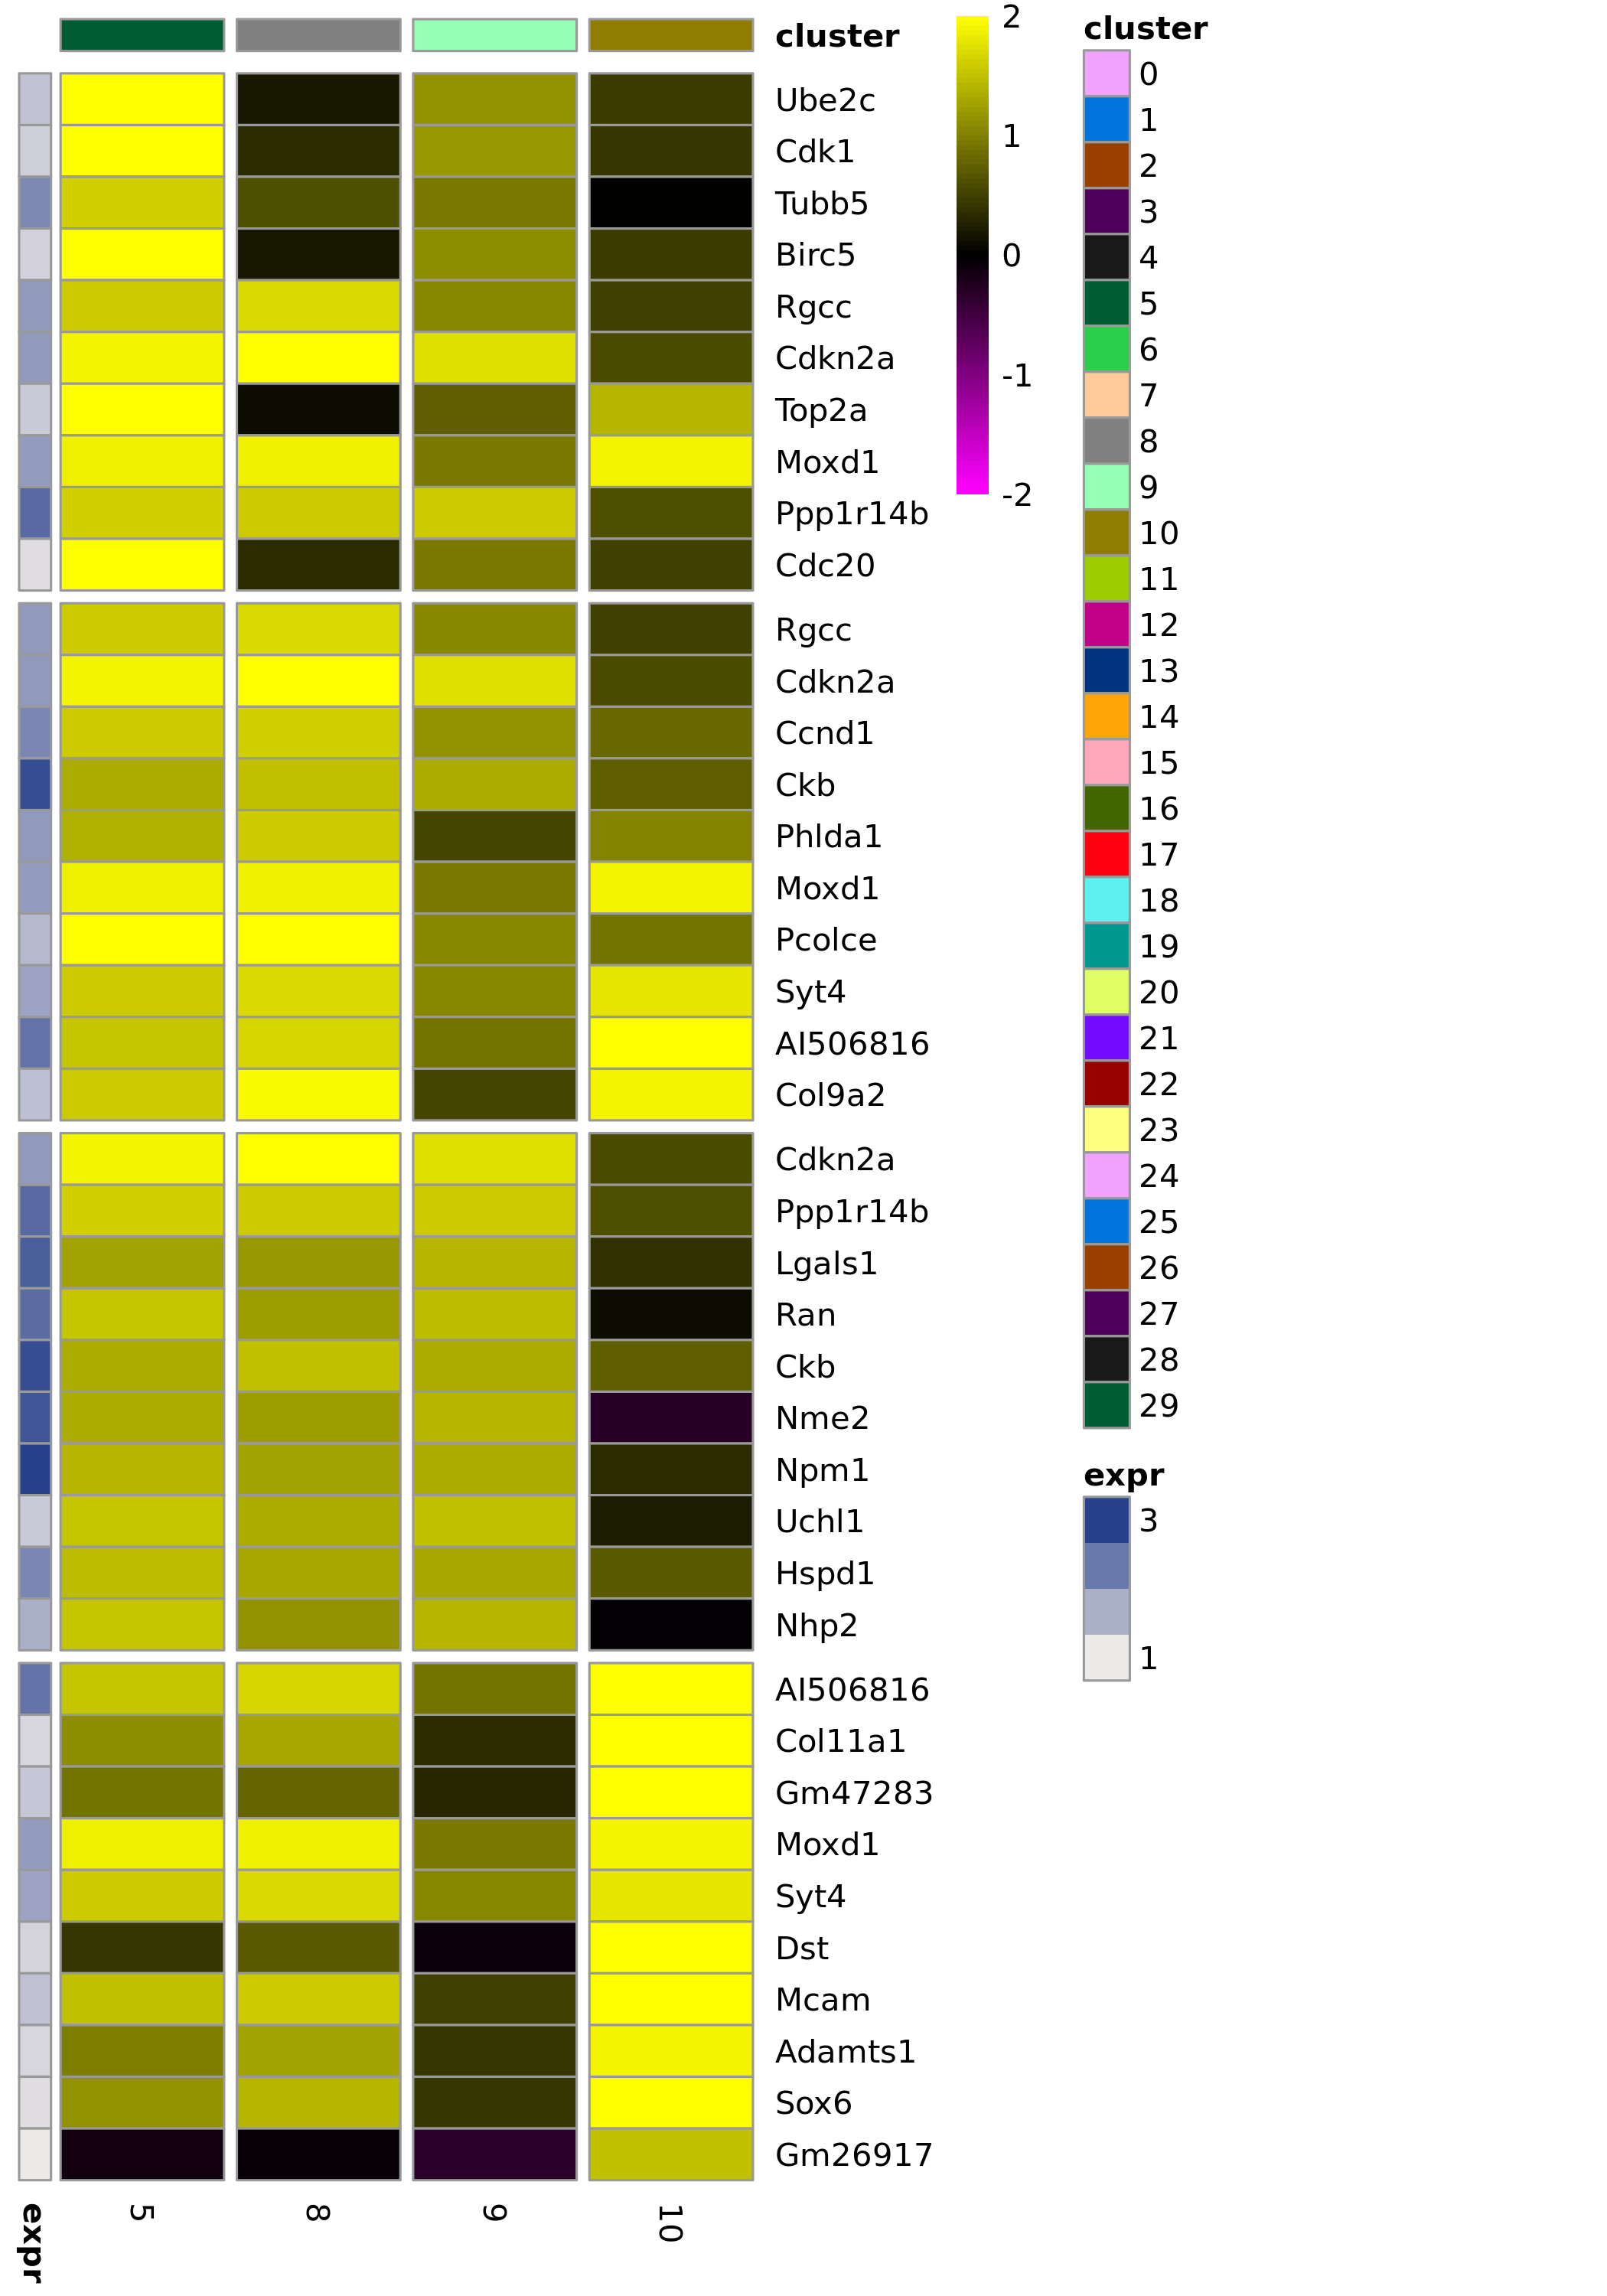 cluster
Ube2c
Cdk1
Tubb5
Birc5
Rgcc
Cdkn2a
Top2a
Moxd1
Ppp1r14b
Cdc20
Rgcc
Cdkn2a
Ccnd1
Ckb
Phlda1
Moxd1
Pcolce
Syt4
AI506816
Col9a2
Cdkn2a
Ppp1r14b
Lgals1
Ran
Ckb
Nme2
Npm1
Uchl1
Hspd1
Nhp2
AI506816
Col11a1
Gm47283
Moxd1
Syt4
Dst
Mcam
Adamts1
Sox6
Gm26917
expr
5
8
9
10
2
1
0
-1
-2
cluster
0
1
2
3
4
5
6
7
8
9
10
11
12
13
14
15
16
17
18
19
20
21
22
23
24
25
26
27
28
29
expr
3
1